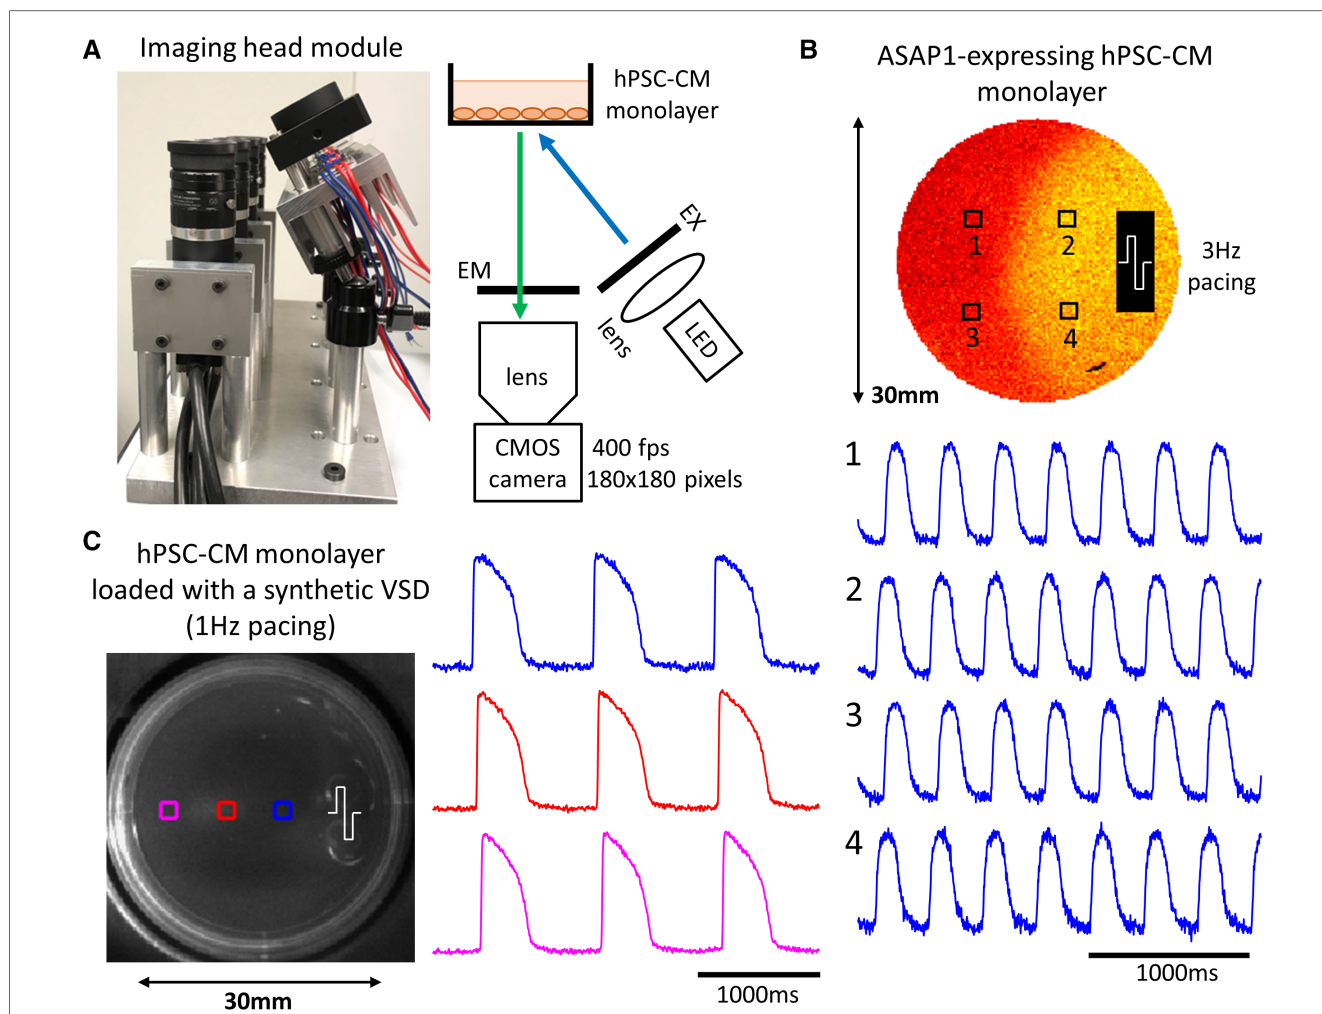 A
Imaging head module
hPSC-CM
monolayer
EX
EM
lens
LED
lens
CMOS
camera
400 fps
180x180 pixels
B
ASAP1-expressing hPSC-CM
monolayer
1
2
3
4
3Hz
pacing
30mm
1
2
3
4
1000ms
C
hPSC-CM monolayer
loaded with a synthetic VSD
(1Hz pacing)
30mm
1000ms